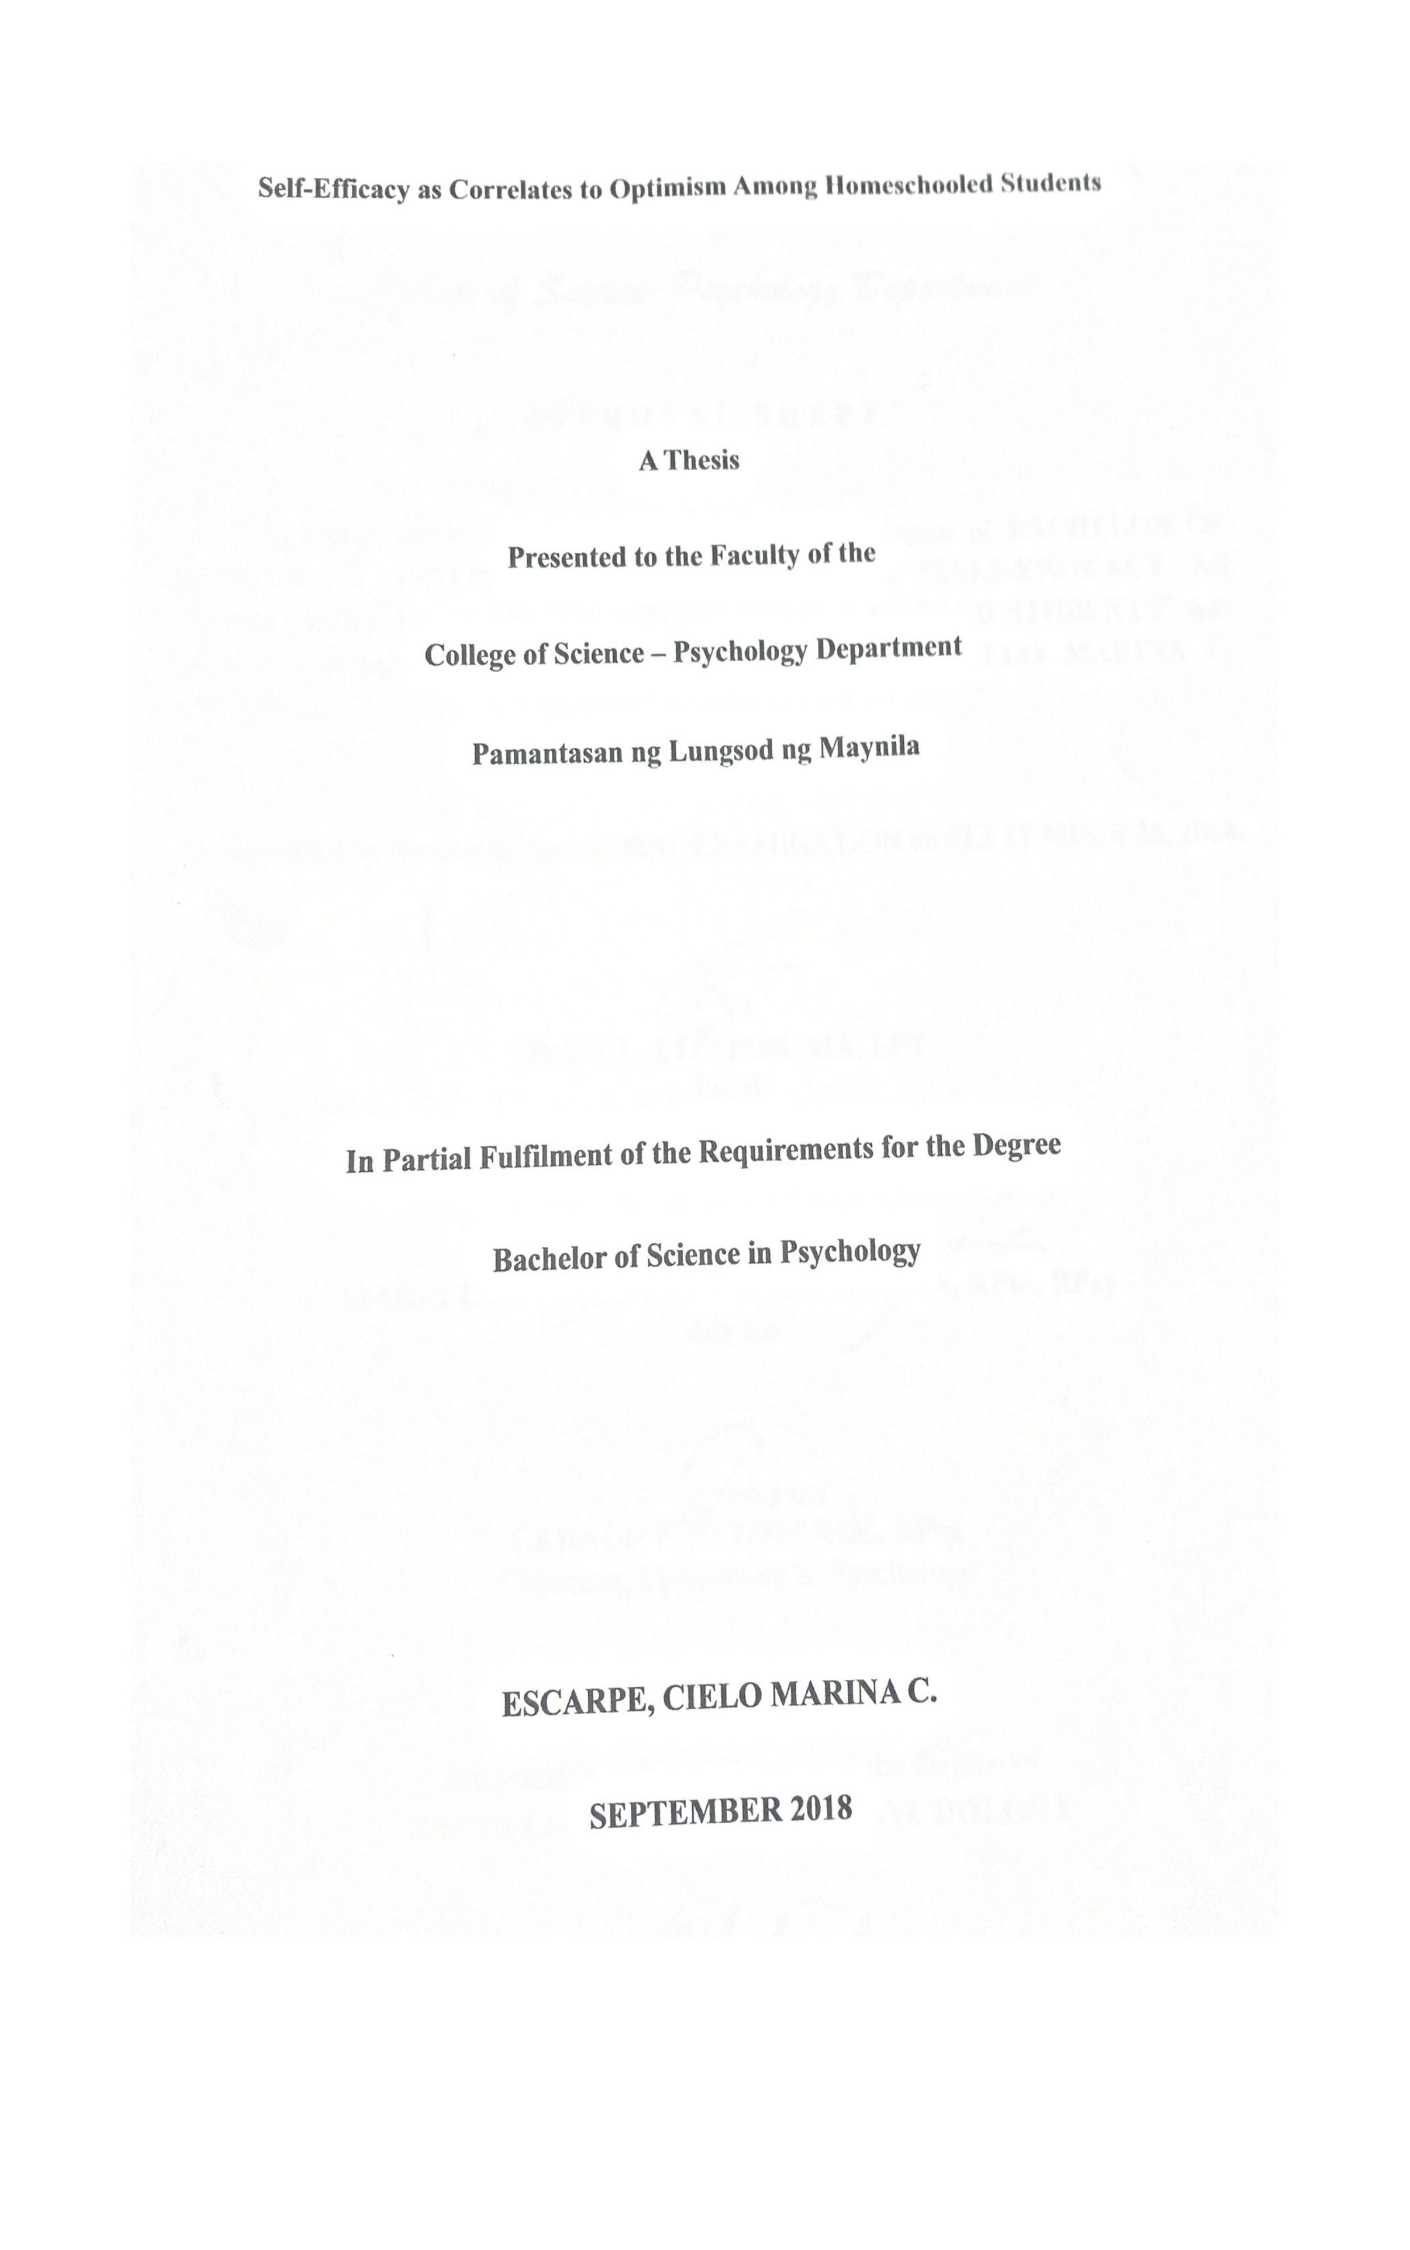 Self-Efficacy as Correlates to Optimism Among Homeschooled Students
A Thesis
Presented to the Faculty of the
College of Science – Psychology Department
Pamantasan ng Lungsod ng Maynila
In Partial Fulfilment of the Requirements for the Degree
Bachelor of Science in Psychology
ESCARPE, CIELO MARINA C.
SEPTEMBER 2018